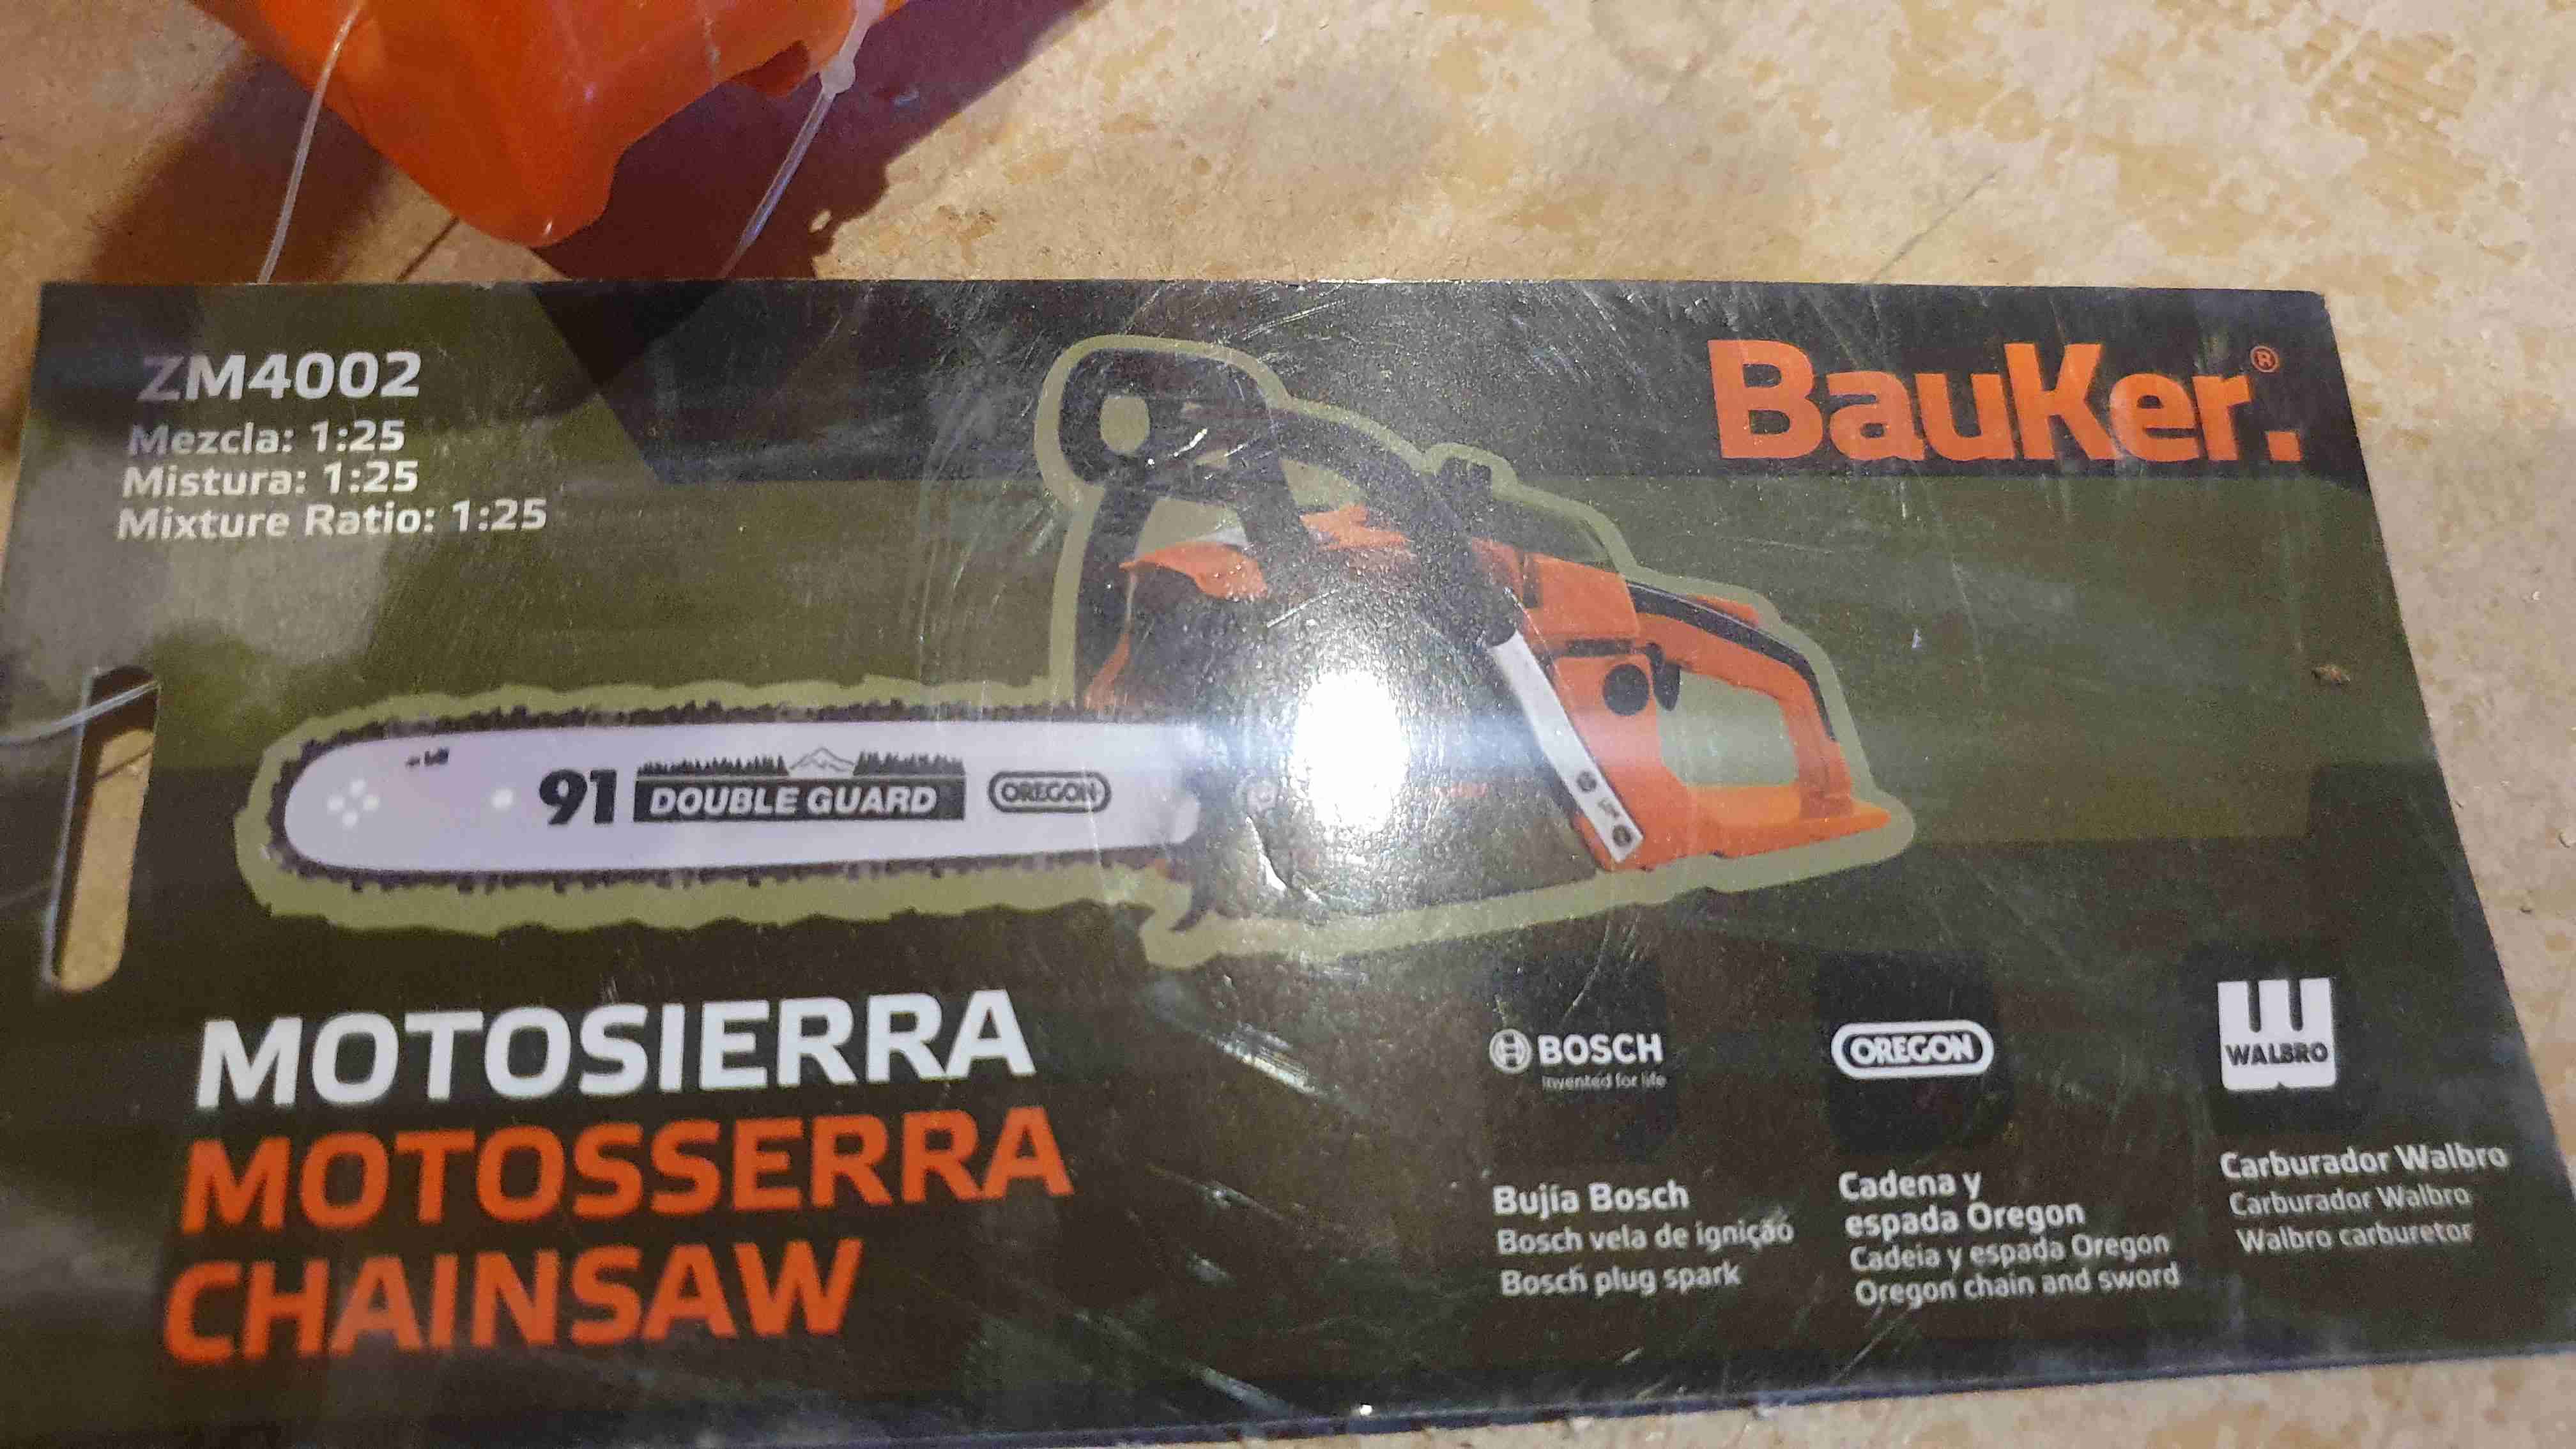 ZM4002
Mezcla: 1:25
Mistura: 1:25
Mixture Ratio: 1:25
BauKer.®
91 DOUBLE GUARD OREGON
MOTOSIERRA
MOTOSSERRA
CHAINSAW
BOSCH
Invented for life
Bujía Bosch
Bosch vela de ignição
Bosch plug spark
OREGON
Cadena y
espada Oregon
Cadeia y espada Oregon
Oregon chain and sword
WALBRO
Carburador Walbro
Carburador Walbro
Walbro carburetor